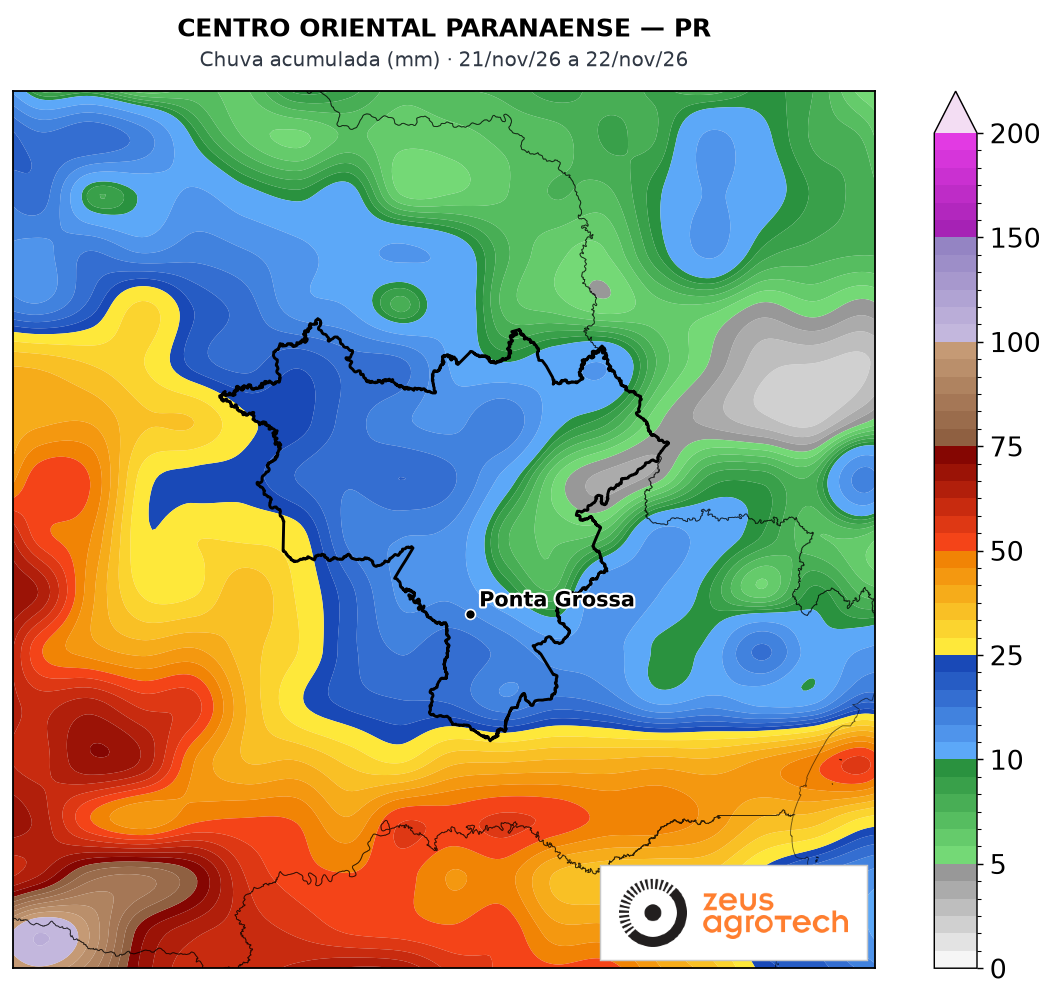 CENTRO ORIENTAL PARANAENSE — PR
Chuva acumulada (mm) · 21/nov/26 a 22/nov/26
200
150
100
75
50
25
10
5
0
Ponta Grossa
zeus
agrotech